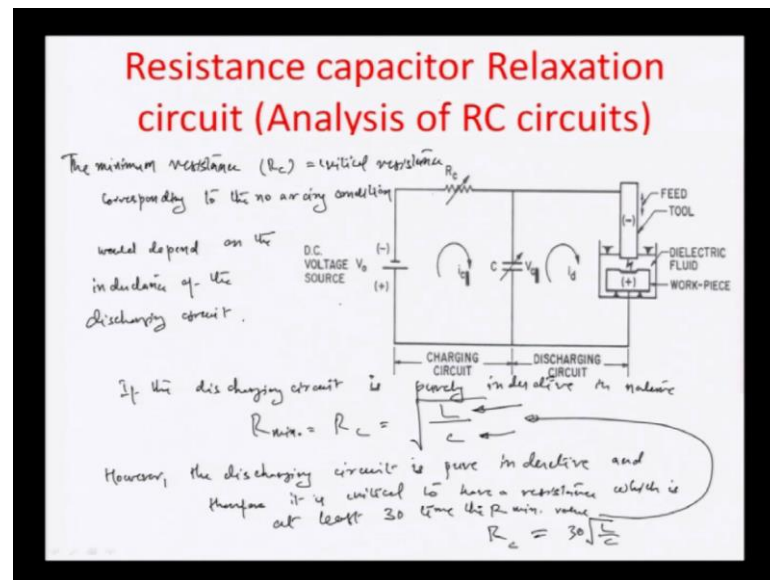 Resistance capacitor Relaxation
circuit (Analysis of RC circuits)
The minimum resistance (Rc) = critical resistance
corresponding to the no arcing condition
would depend on the
inductance of the
discharging circuit.
Rc
D.C.
VOLTAGE Vo
SOURCE
(-)
(+)
icq
C
Vq
id
(-)
(+)
FEED
TOOL
DIELECTRIC
FLUID
WORK-PIECE
CHARGING
CIRCUIT
DISCHARGING
CIRCUIT
If the discharging circuit is purely inductive in nature
Rmin. = Rc = √L/C
However, the discharging circuit is pure inductive and
therefore it is critical to have a resistance which is
at least 30 time the R min. value
Rc = 30√L/C